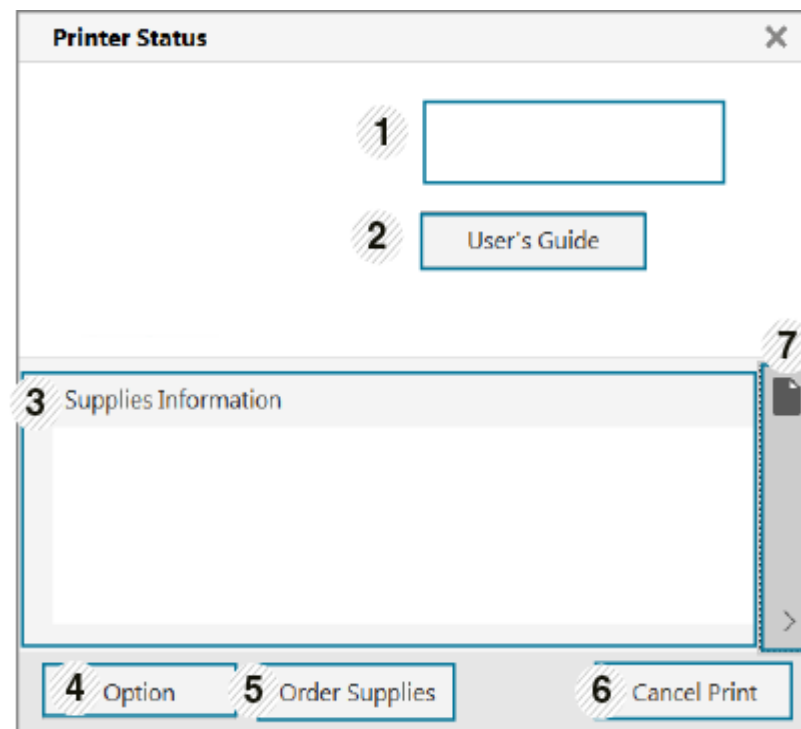 Printer Status
1
2 User's Guide
7
3 Supplies Information
4 Option 5 Order Supplies 6 Cancel Print